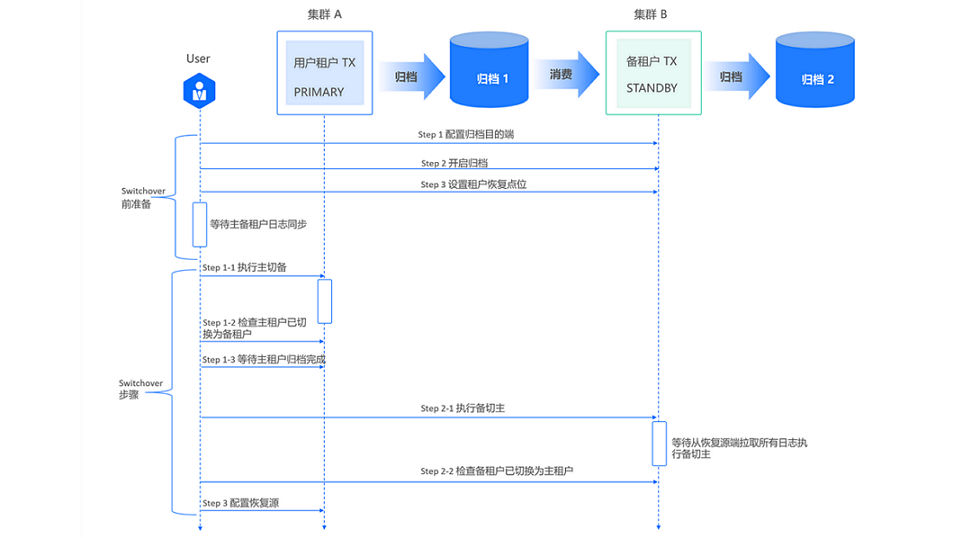 集群 A
集群 B
User
用户租户 TX
PRIMARY
归档
归档 1
消费
备租户 TX
STANDBY
归档
归档 2
Step 1 配置归档目的端
Step 2 开启归档
Step 3 设置租户恢复点位
Switchover
前准备
等待主备租户日志同步
Step 1-1 执行主切备
Step 1-2 检查主租户已切
换为备租户
Step 1-3 等待主租户归档完成
Switchover
步骤
Step 2-1 执行备切主
等待从恢复源端拉取所有日志执
行备切主
Step 2-2 检查备租户已切换为主租户
Step 3 配置恢复源